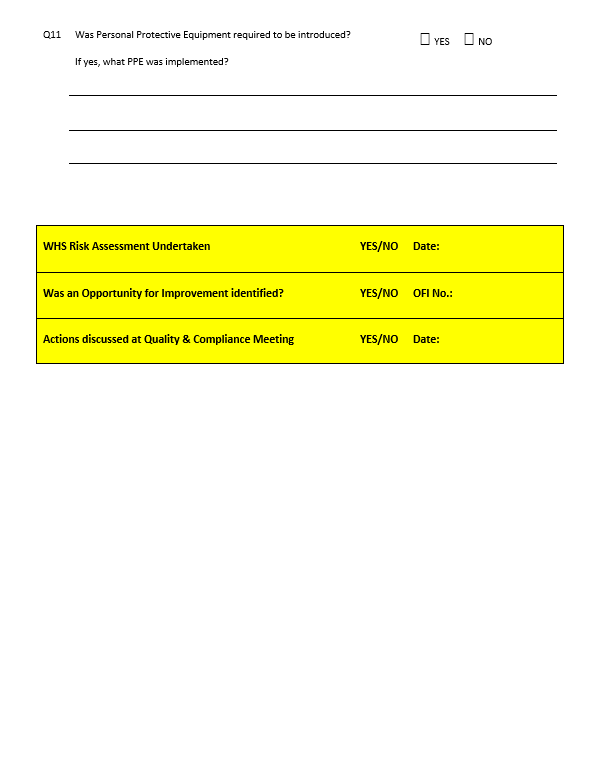 Q11 Was Personal Protective Equipment required to be introduced? ☐ YES ☐ NO
If yes, what PPE was implemented?
WHS Risk Assessment Undertaken YES/NO Date:
Was an Opportunity for Improvement identified? YES/NO OFI No.:
Actions discussed at Quality & Compliance Meeting YES/NO Date: